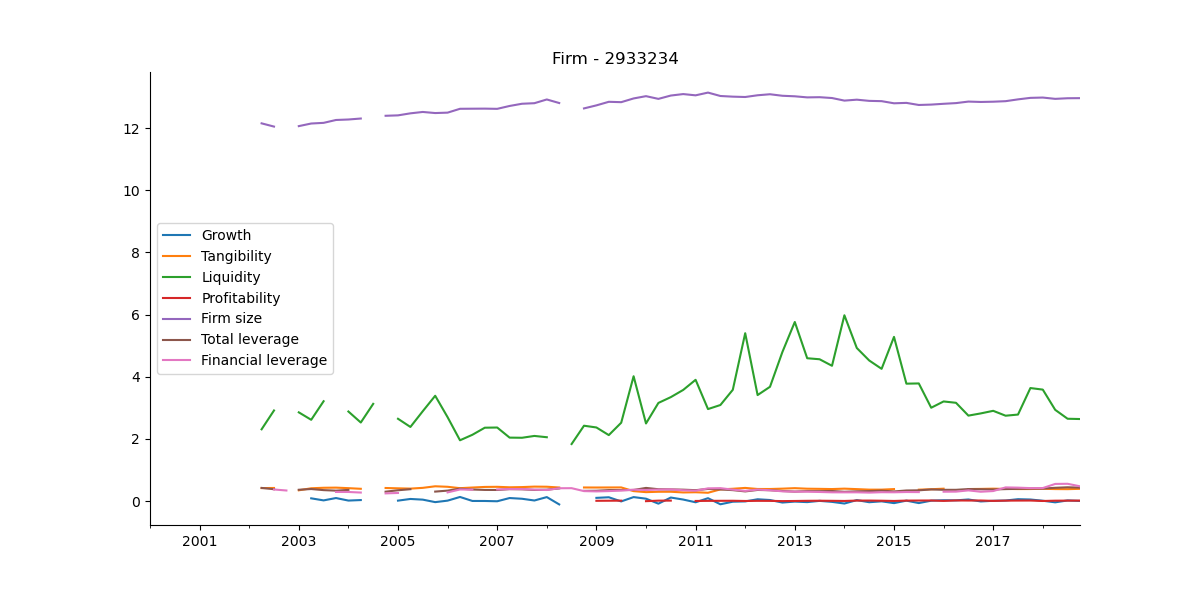 Firm - 2933234
12
10
8
6
4
2
0
Growth
Tangibility
Liquidity
Profitability
Firm size
Total leverage
Financial leverage
2001 2003 2005 2007 2009 2011 2013 2015 2017